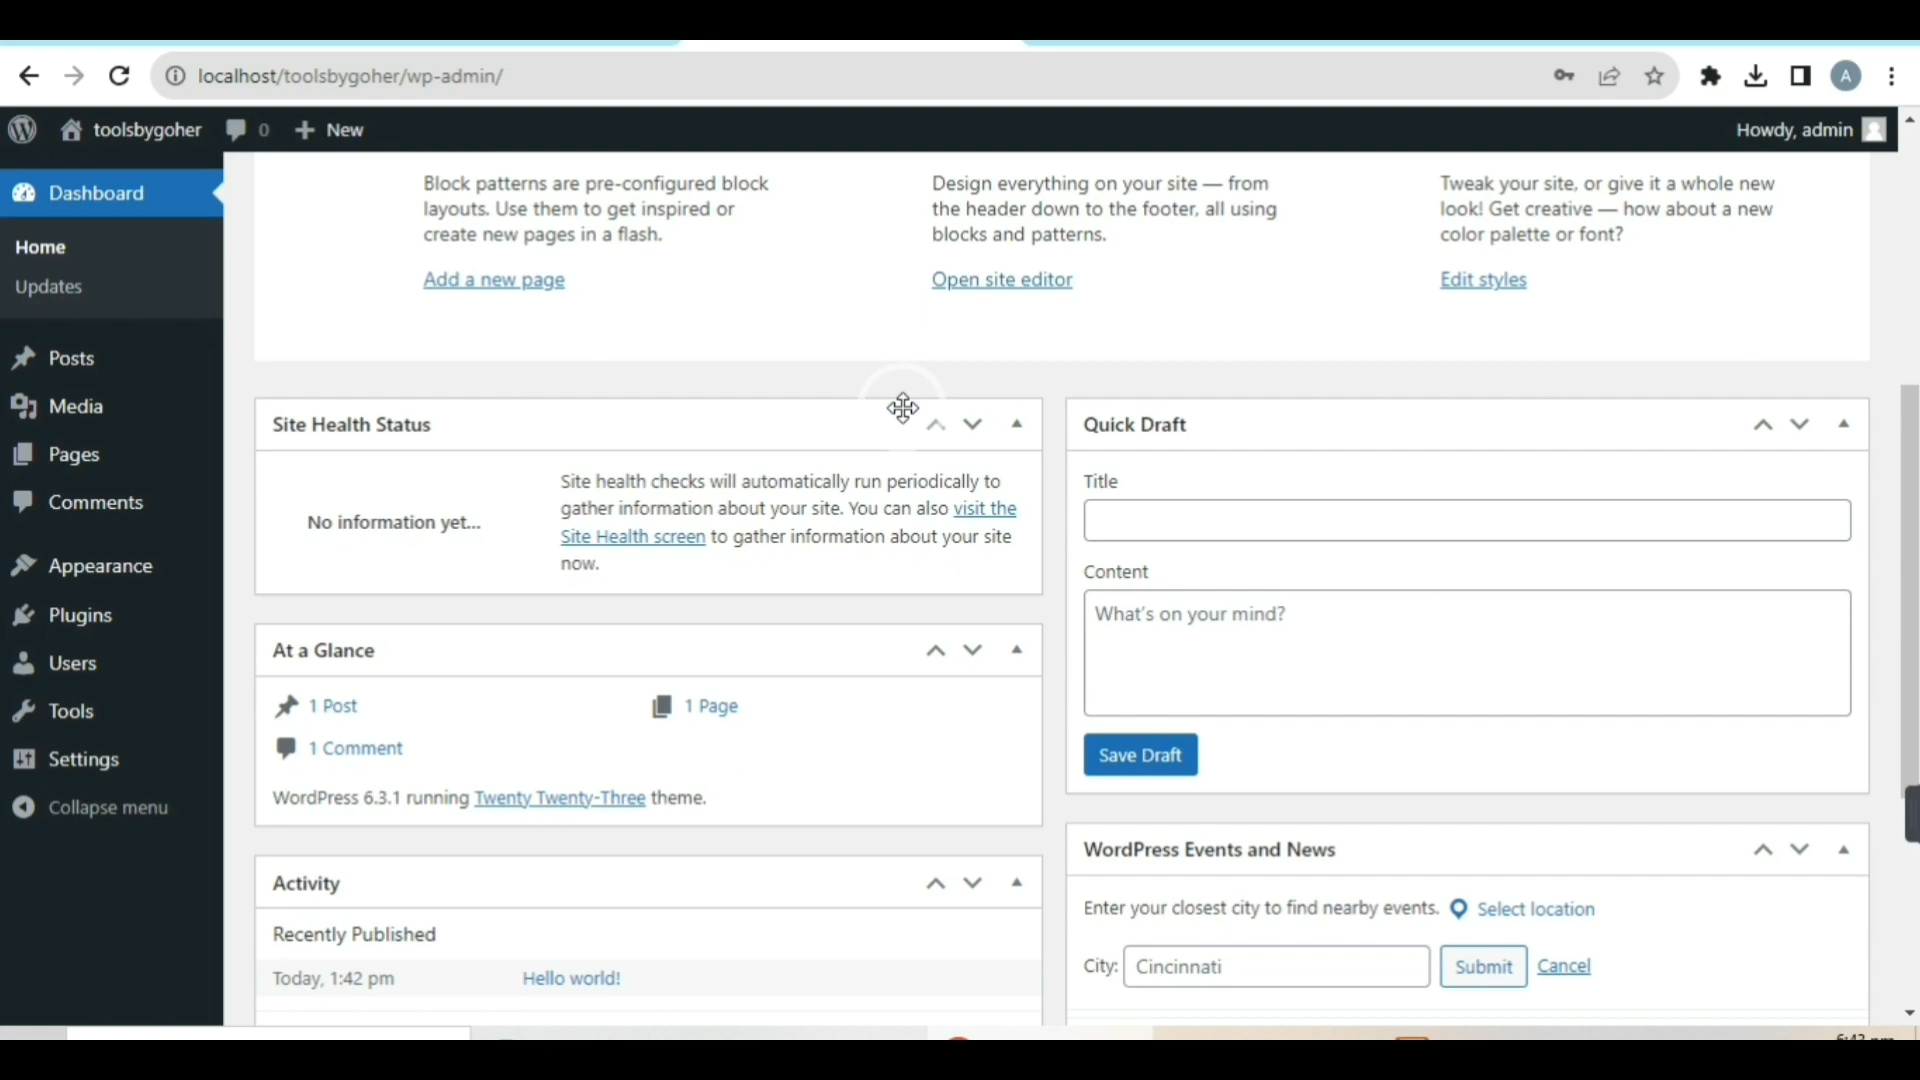 localhost/toolsbygoher/wp-admin/
A
toolsbygoher
0
New
Howdy, admin
Dashboard
Home
Updates
Posts
Media
Pages
Comments
Appearance
Plugins
Users
Tools
Settings
Collapse menu
Block patterns are pre-configured block
layouts. Use them to get inspired or
create new pages in a flash.
Add a new page
Design everything on your site — from
the header down to the footer, all using
blocks and patterns.
Open site editor
Tweak your site, or give it a whole new
look! Get creative — how about a new
color palette or font?
Edit styles
Site Health Status
No information yet...
Site health checks will automatically run periodically to
gather information about your site. You can also visit the
Site Health screen to gather information about your site
now.
At a Glance
1 Post
1 Page
1 Comment
WordPress 6.3.1 running Twenty Twenty-Three theme.
Activity
Recently Published
Today, 1:42 pm
Hello world!
Quick Draft
Title
Content
What's on your mind?
Save Draft
WordPress Events and News
Enter your closest city to find nearby events.
Select location
City:
Cincinnati
Submit
Cancel